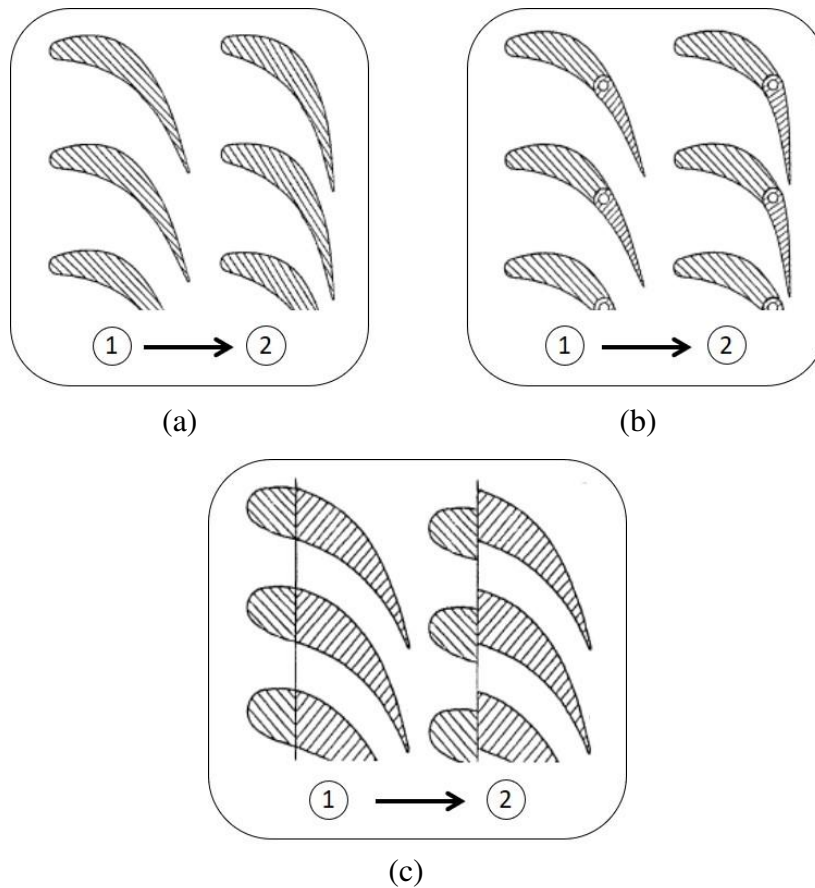 ① ②
① ②
(a) (b)
① ②
(c)